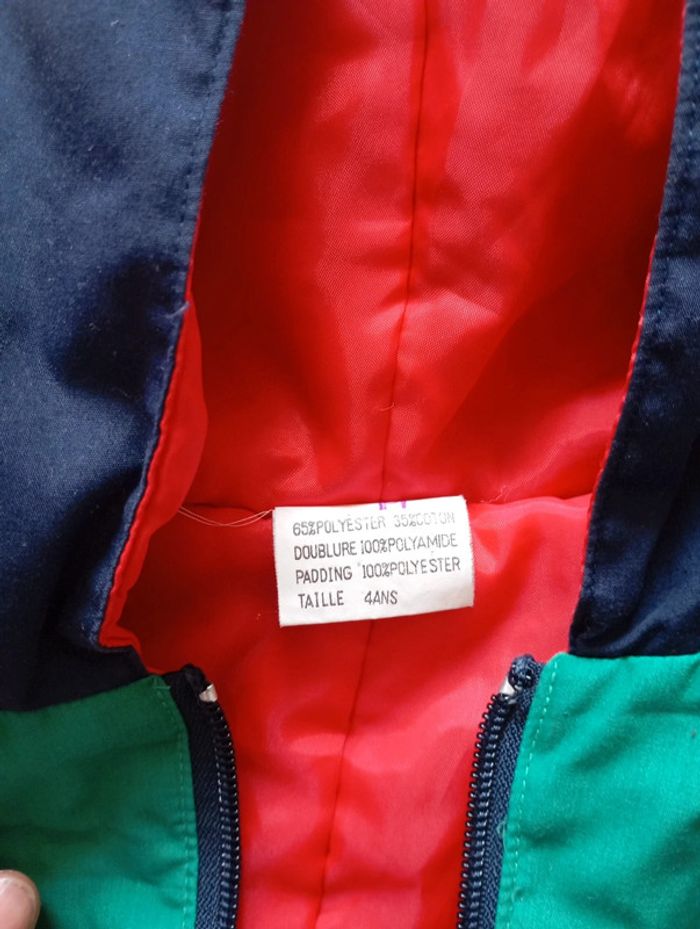 65%POLYESTER 35%COTON
DOUBLURE 100%POLYAMIDE
PADDING 100%POLYESTER
TAILLE 4ANS